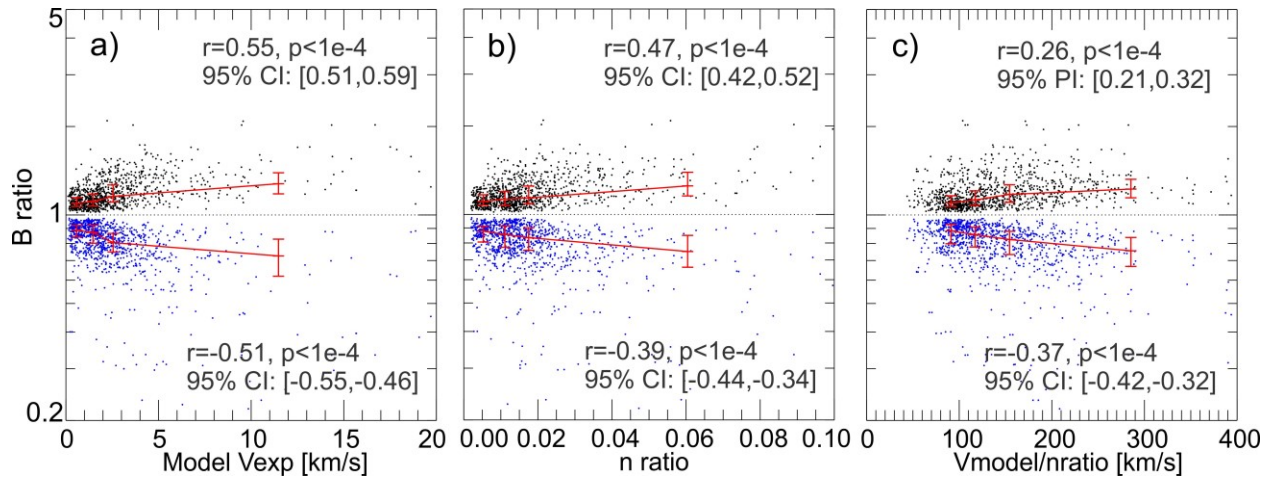 5
1
0.2
B ratio
a)
r=0.55, p<1e-4
95% CI: [0.51,0.59]
r=-0.51, p<1e-4
95% CI: [-0.55,-0.46]
0 5 10 15 20
Model Vexp [km/s]
b)
r=0.47, p<1e-4
95% CI: [0.42,0.52]
r=-0.39, p<1e-4
95% CI: [-0.44,-0.34]
0.00 0.02 0.04 0.06 0.08 0.10
n ratio
c)
r=0.26, p<1e-4
95% PI: [0.21,0.32]
r=-0.37, p<1e-4
95% CI: [-0.42,-0.32]
0 100 200 300 400
Vmodel/nratio [km/s]